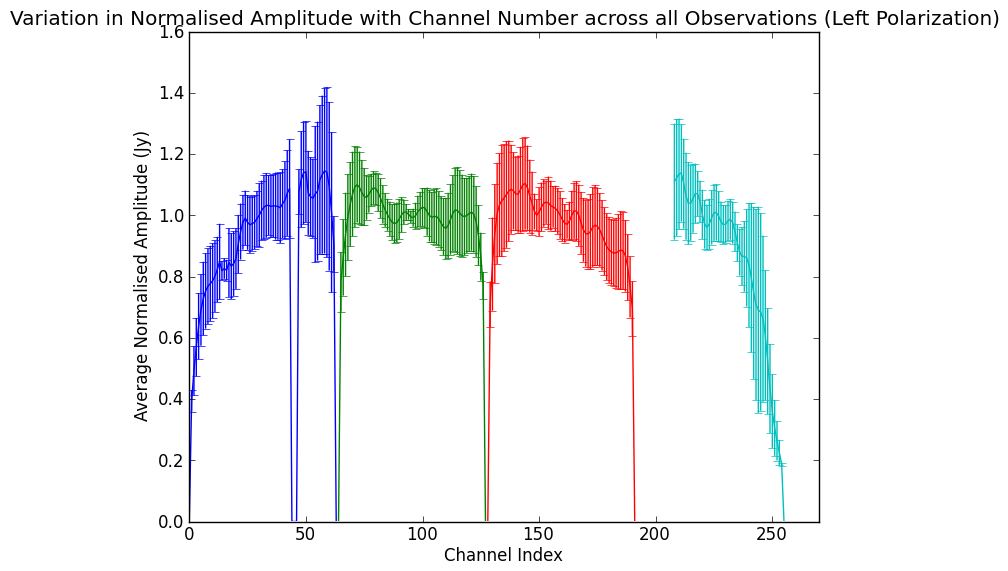 Variation in Normalised Amplitude with Channel Number across all Observations (Left Polarization)
1.6
1.4
1.2
1.0
0.8
0.6
0.4
0.2
0.0
Average Normalised Amplitude (Jy)
0 50 100 150 200 250
Channel Index